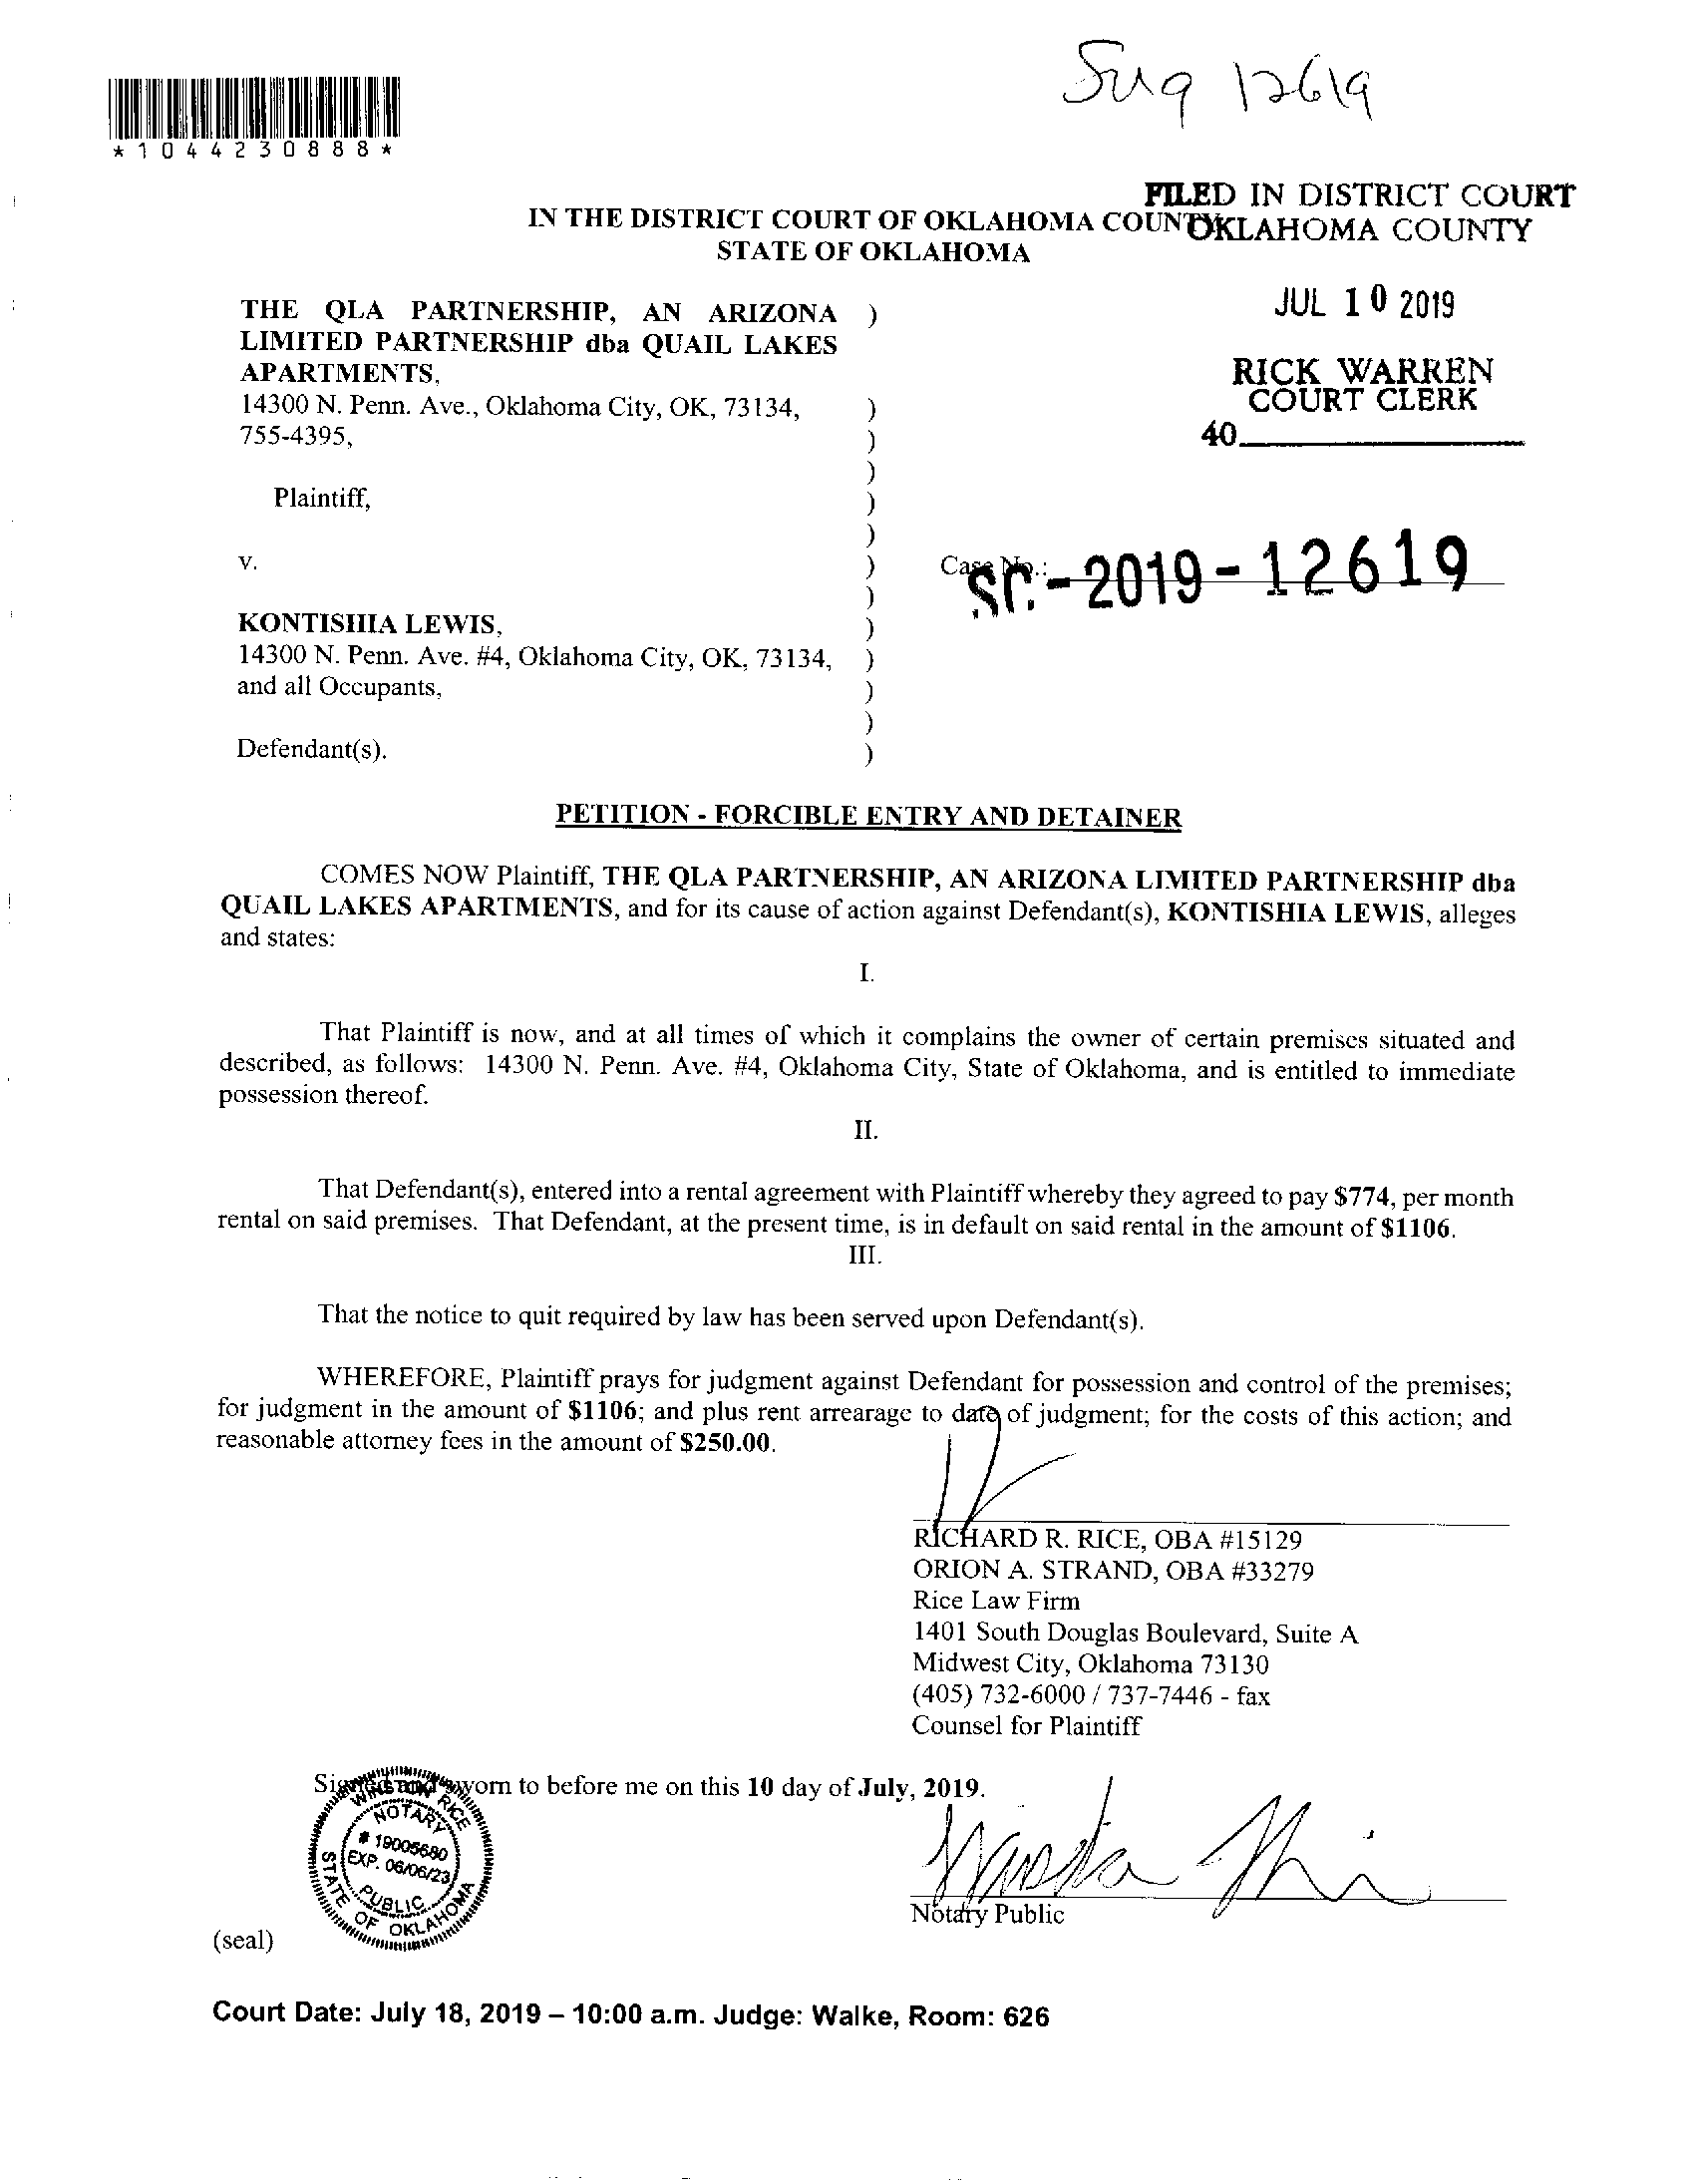 *1044230888*
FILED IN DISTRICT COURT
OKLAHOMA COUNTY
IN THE DISTRICT COURT OF OKLAHOMA COUNTY
STATE OF OKLAHOMA
JUL 10 2019
RICK WARREN
COURT CLERK
40
THE QLA PARTNERSHIP, AN ARIZONA )
LIMITED PARTNERSHIP dba QUAIL LAKES
APARTMENTS,
14300 N. Penn. Ave., Oklahoma City, OK, 73134, )
755-4395, )
)
Plaintiff, )
)
v. )
Case No.: SC-2019-12619
)
KONTISHIA LEWIS, )
14300 N. Penn. Ave. #4, Oklahoma City, OK, 73134, )
and all Occupants, )
)
Defendant(s). )
PETITION - FORCIBLE ENTRY AND DETAINER
COMES NOW Plaintiff, THE QLA PARTNERSHIP, AN ARIZONA LIMITED PARTNERSHIP dba
QUAIL LAKES APARTMENTS, and for its cause of action against Defendant(s), KONTISHIA LEWIS, alleges
and states:
I.
That Plaintiff is now, and at all times of which it complains the owner of certain premises situated and
described, as follows: 14300 N. Penn. Ave. #4, Oklahoma City, State of Oklahoma, and is entitled to immediate
possession thereof.
II.
That Defendant(s), entered into a rental agreement with Plaintiff whereby they agreed to pay $774, per month
rental on said premises. That Defendant, at the present time, is in default on said rental in the amount of $1106.
III.
That the notice to quit required by law has been served upon Defendant(s).
WHEREFORE, Plaintiff prays for judgment against Defendant for possession and control of the premises;
for judgment in the amount of $1106; and plus rent arrearage to date of judgment; for the costs of this action; and
reasonable attorney fees in the amount of $250.00.
RICHARD R. RICE, OBA #15129
ORION A. STRAND, OBA #33279
Rice Law Firm
1401 South Douglas Boulevard, Suite A
Midwest City, Oklahoma 73130
(405) 732-6000 / 737-7446 - fax
Counsel for Plaintiff
Signed and sworn to before me on this 10 day of July, 2019.
WINSTON RICE
NOTARY
# 19005680
EXP. 06/06/23
PUBLIC
STATE OF OKLAHOMA
Notary Public
(seal)
Court Date: July 18, 2019 – 10:00 a.m. Judge: Walke, Room: 626